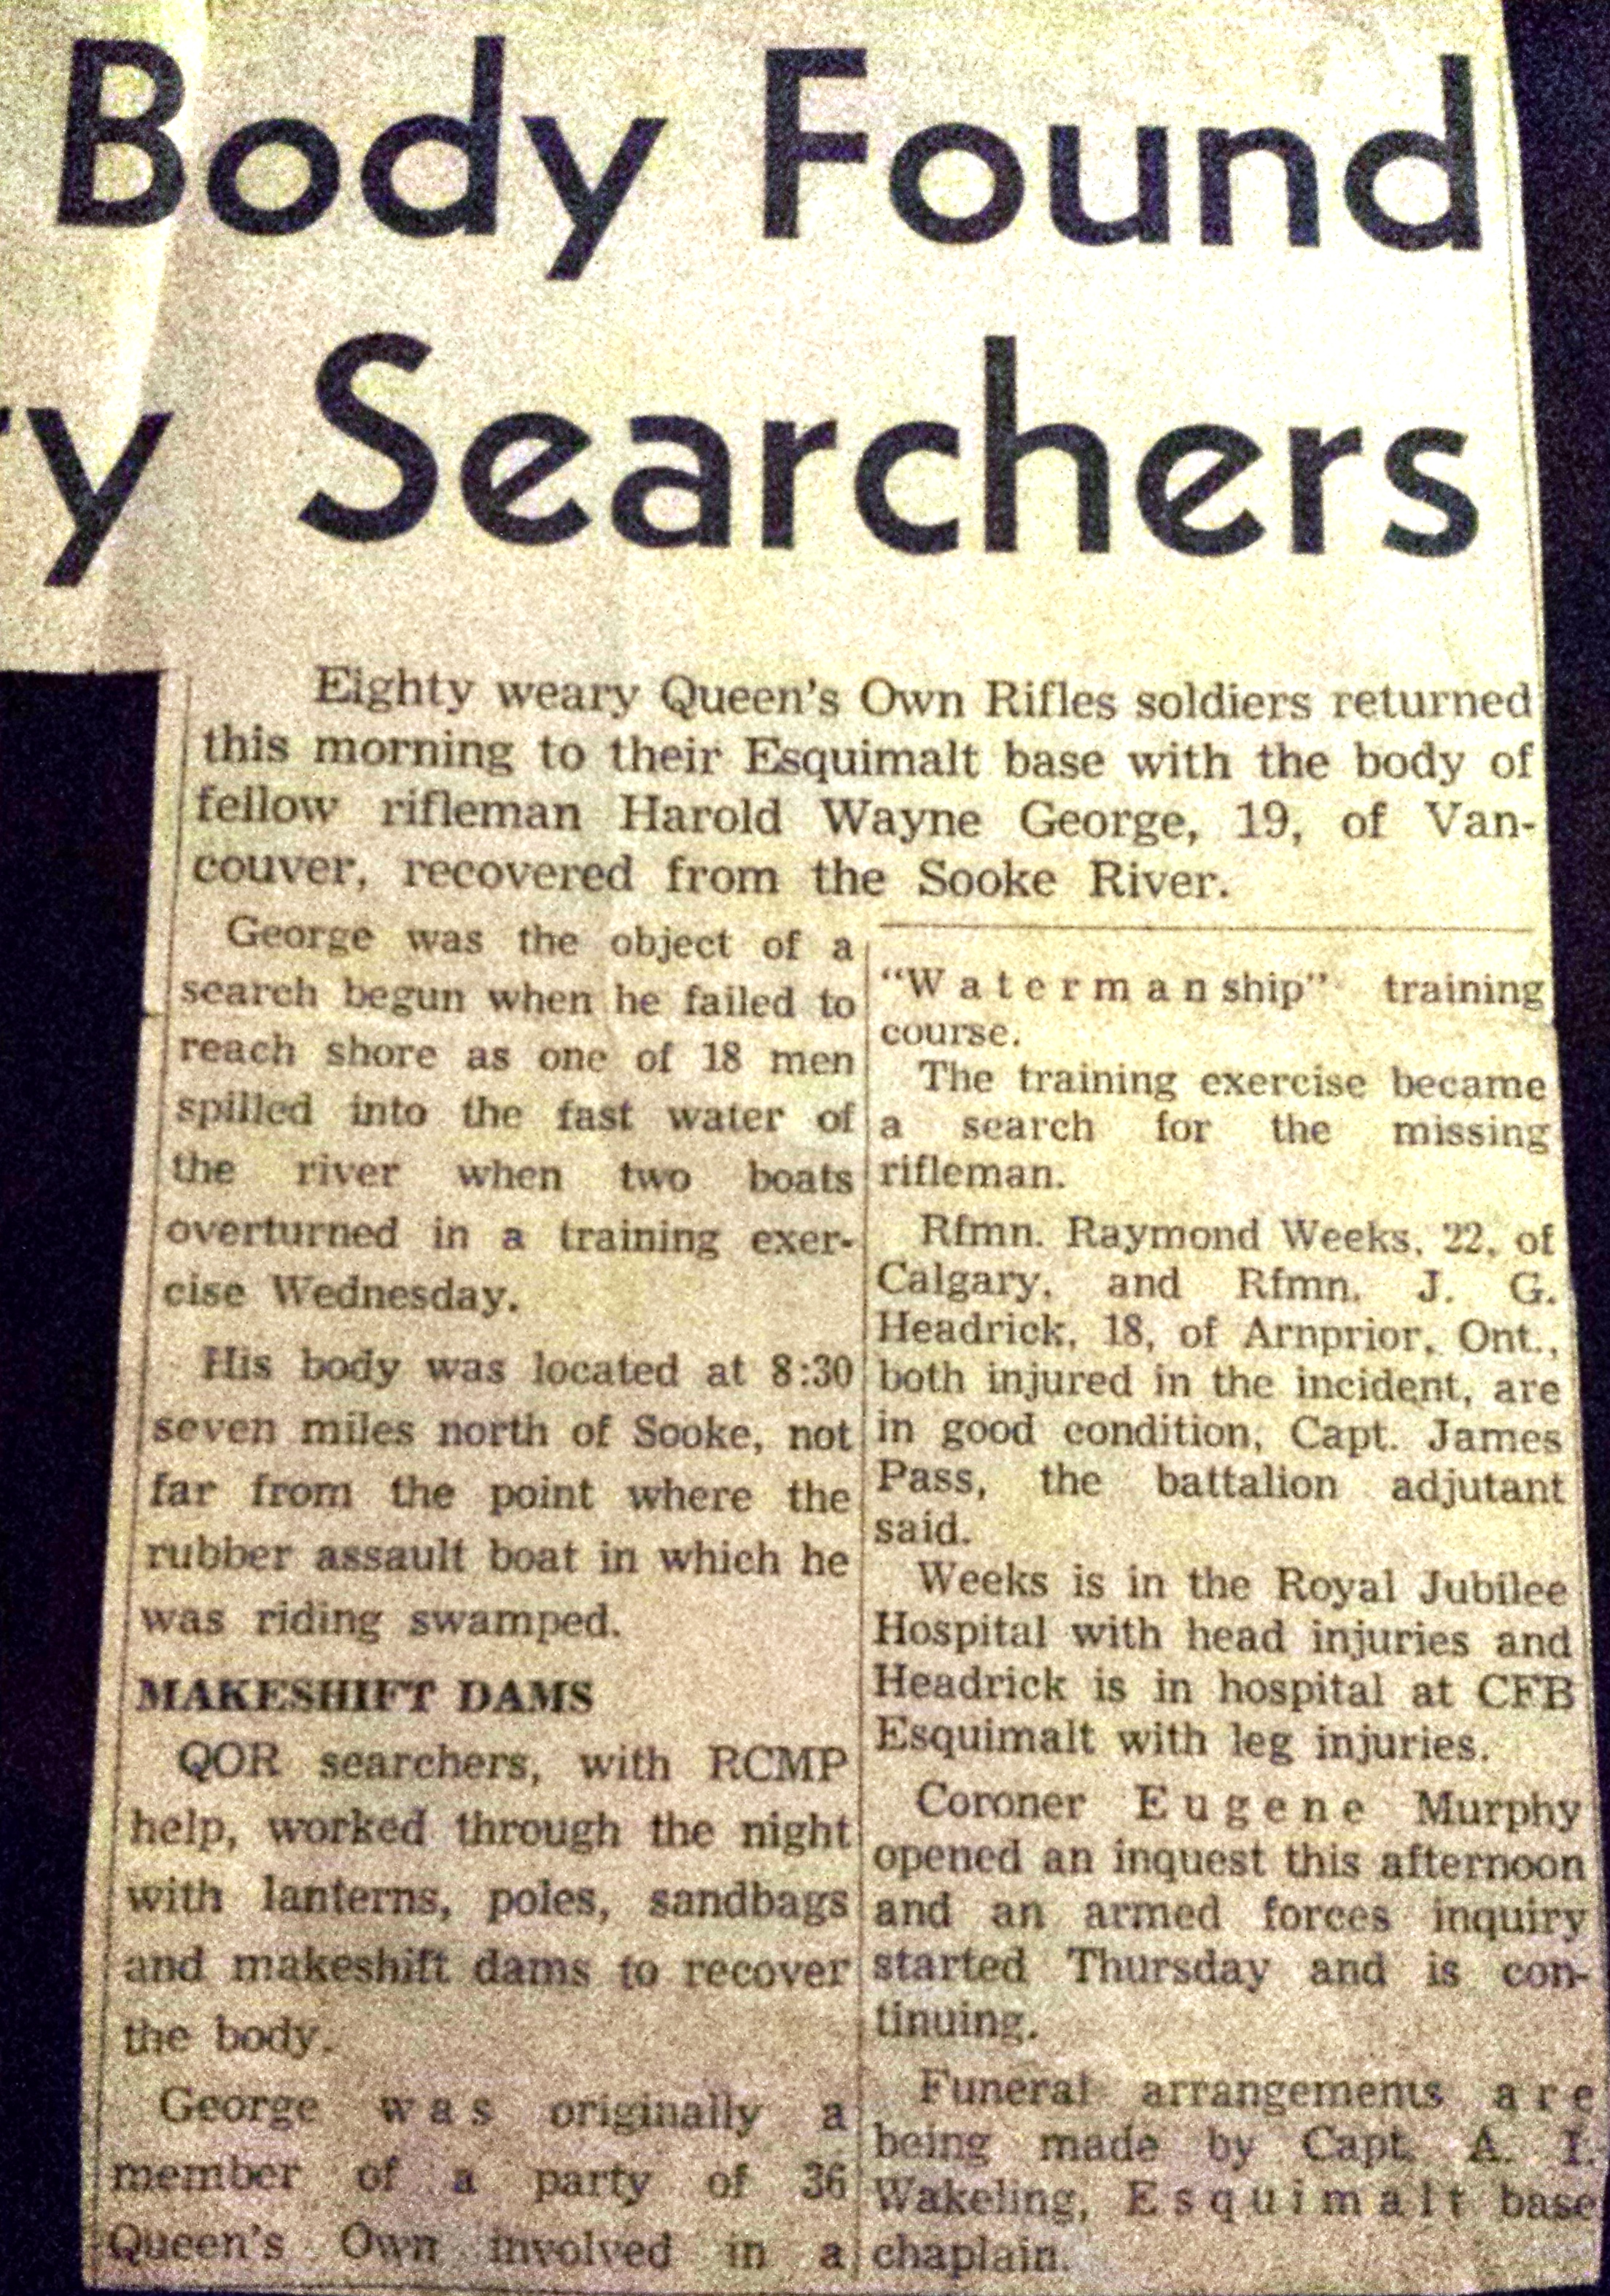 Body Found
ry Searchers
Eighty weary Queen's Own Rifles soldiers returned
this morning to their Esquimalt base with the body of
fellow rifleman Harold Wayne George, 19, of Van-
couver, recovered from the Sooke River.
George was the object of a
search begun when he failed to
reach shore as one of 18 men
spilled into the fast water of
the river when two boats
overturned in a training exer-
cise Wednesday.
His body was located at 8:30
seven miles north of Sooke, not
far from the point where the
rubber assault boat in which he
was riding swamped.
MAKESHIFT DAMS
QOR searchers, with RCMP
help, worked through the night
with lanterns, poles, sandbags
and makeshift dams to recover
the body.
George was originally a
member of a party of 36
Queen's Own involved in a
"Watermanship" training
course.
The training exercise became
a search for the missing
rifleman.
Rfmn. Raymond Weeks, 22, of
Calgary, and Rfmn. J. G.
Headrick, 18, of Arnprior, Ont.,
both injured in the incident, are
in good condition, Capt. James
Pass, the battalion adjutant
said.
Weeks is in the Royal Jubilee
Hospital with head injuries and
Headrick is in hospital at CFB
Esquimalt with leg injuries.
Coroner Eugene Murphy
opened an inquest this afternoon
and an armed forces inquiry
started Thursday and is con-
tinuing.
Funeral arrangements are
being made by Capt. A. I.
Wakeling, Esquimalt base
chaplain.